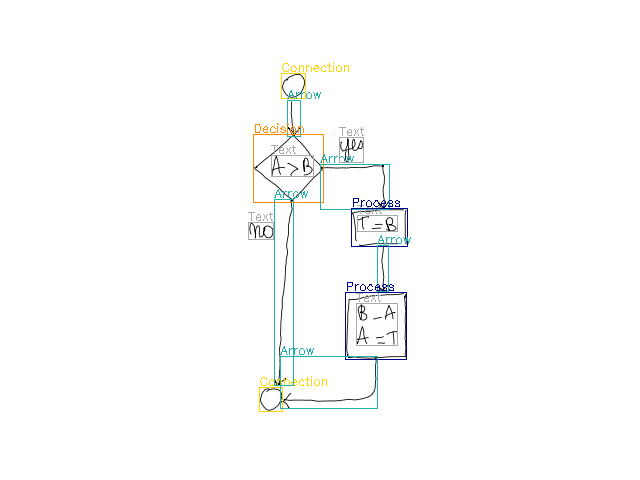 Connection
Arrow
Decision
Text
A>B
Text
yes
Arrow
Arrow
Text
no
Process
Text
T=B
Arrow
Process
Text
B-A
A=T
Arrow
Connection